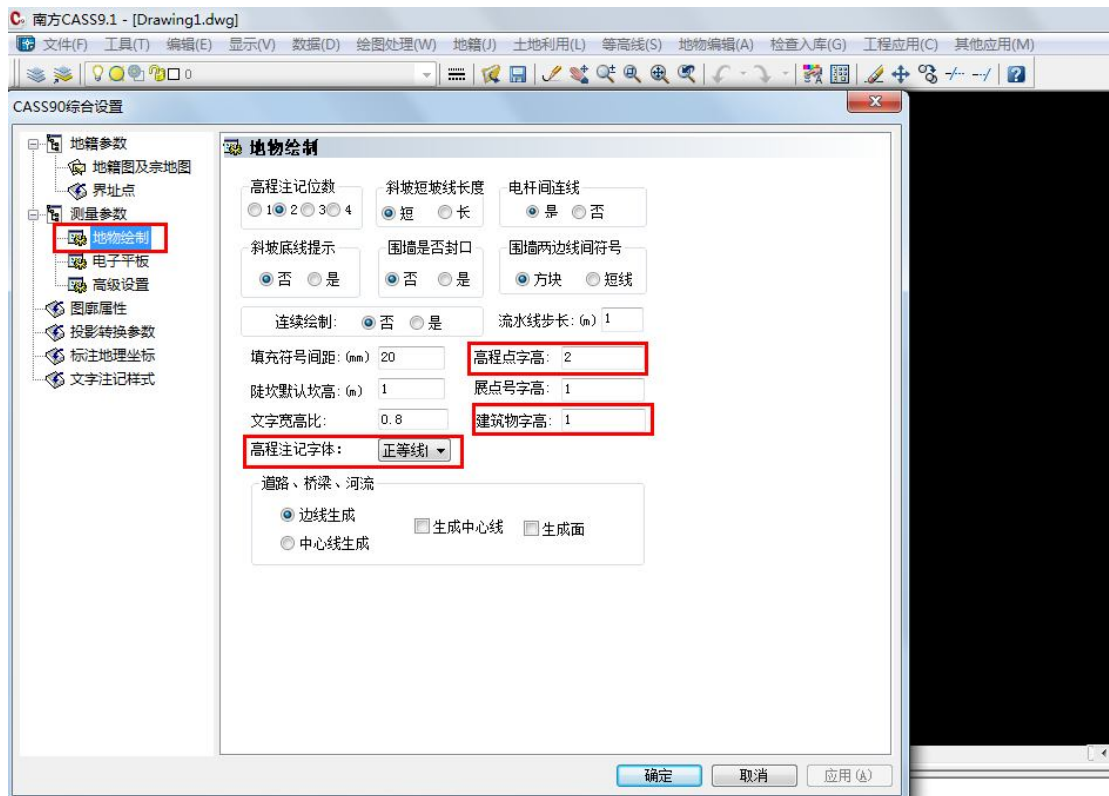 南方CASS9.1 - [Drawing1.dwg]
文件(F) 工具(T) 编辑(E) 显示(V) 数据(D) 绘图处理(W) 地籍(J) 土地利用(L) 等高线(S) 地物编辑(A) 检查入库(G) 工程应用(C) 其他应用(M)
0
CASS90综合设置
地籍参数
地籍图及宗地图
界址点
测量参数
地物绘制
电子平板
高级设置
图廓属性
投影转换参数
标注地理坐标
文字注记样式
地物绘制
高程注记位数 斜坡短坡线长度 电杆间连线
1 2 3 4 短 长 是 否
斜坡底线提示 围墙是否封口 围墙两边线间符号
否 是 否 是 方块 短线
连续绘制: 否 是 流水线步长:(m) 1
填充符号间距:(mm) 20 高程点字高: 2
陡坎默认坎高:(m) 1 展点号字高: 1
文字宽高比: 0.8 建筑物字高: 1
高程注记字体: 正等线
道路、桥梁、河流
边线生成 生成中心线 生成面
中心线生成
确定 取消 应用(A)